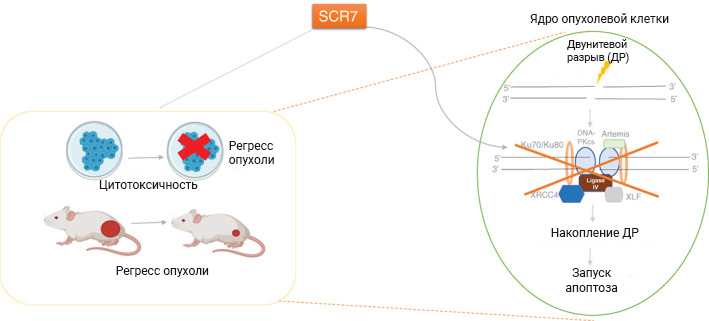 SCR7
Ядро опухолевой клетки
Двунитевой
разрыв (ДР)
5'
3'
3'
5'
Ku70/Ku80
DNA-
PKcs
Artemis
5'
3'
3'
5'
Ligase
IV
XRCC4
XLF
Накопление ДР
Запуск
апоптоза
Регресс
опухоли
Цитотоксичность
Регресс опухоли